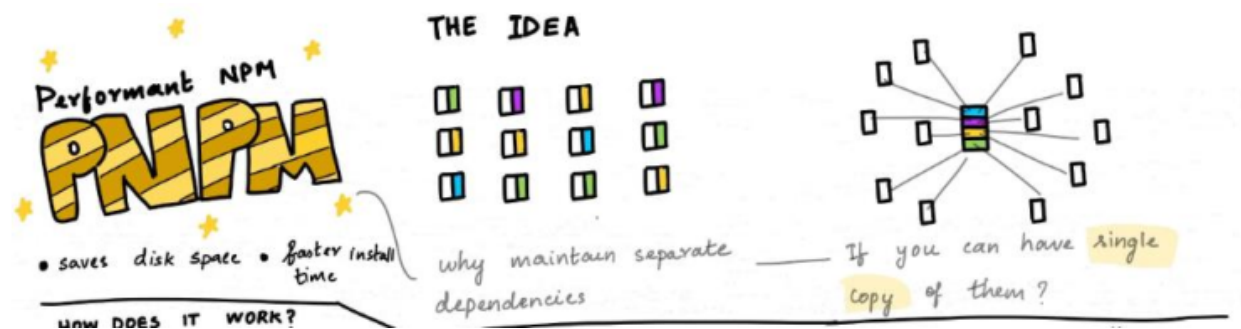 Performant NPM
PNPM
• saves disk space • faster install
time
THE IDEA
why maintain separate
dependencies
If you can have single
copy of them?
HOW DOES IT WORK?